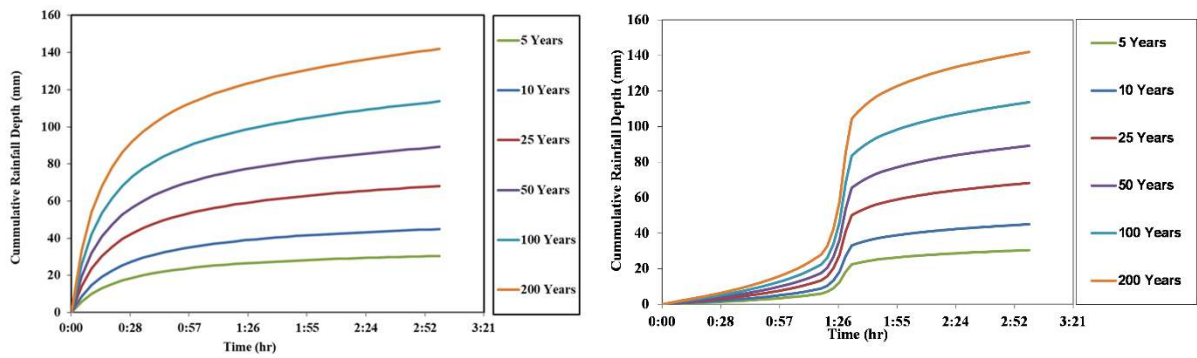 160
140
120
100
80
60
40
20
0
Cummulative Rainfall Depth (mm)
0:00 0:28 0:57 1:26 1:55 2:24 2:52 3:21
Time (hr)
5 Years
10 Years
25 Years
50 Years
100 Years
200 Years
160
140
120
100
80
60
40
20
0
Cummulative Rainfall Depth (mm)
0:00 0:28 0:57 1:26 1:55 2:24 2:52 3:21
Time (hr)
5 Years
10 Years
25 Years
50 Years
100 Years
200 Years